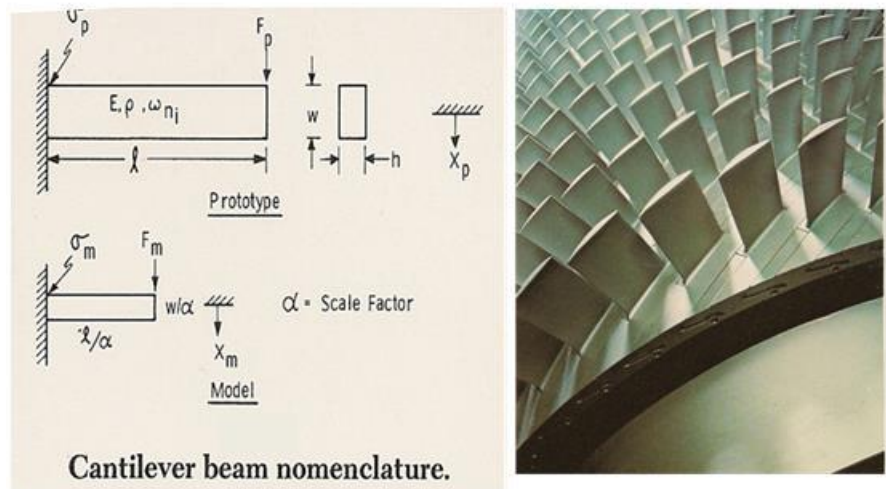 σp
Fp
E, ρ, ωni
w
l
h
Xp
Prototype
σm
Fm
w/α
α = Scale Factor
l/α
Xm
Model
Cantilever beam nomenclature.